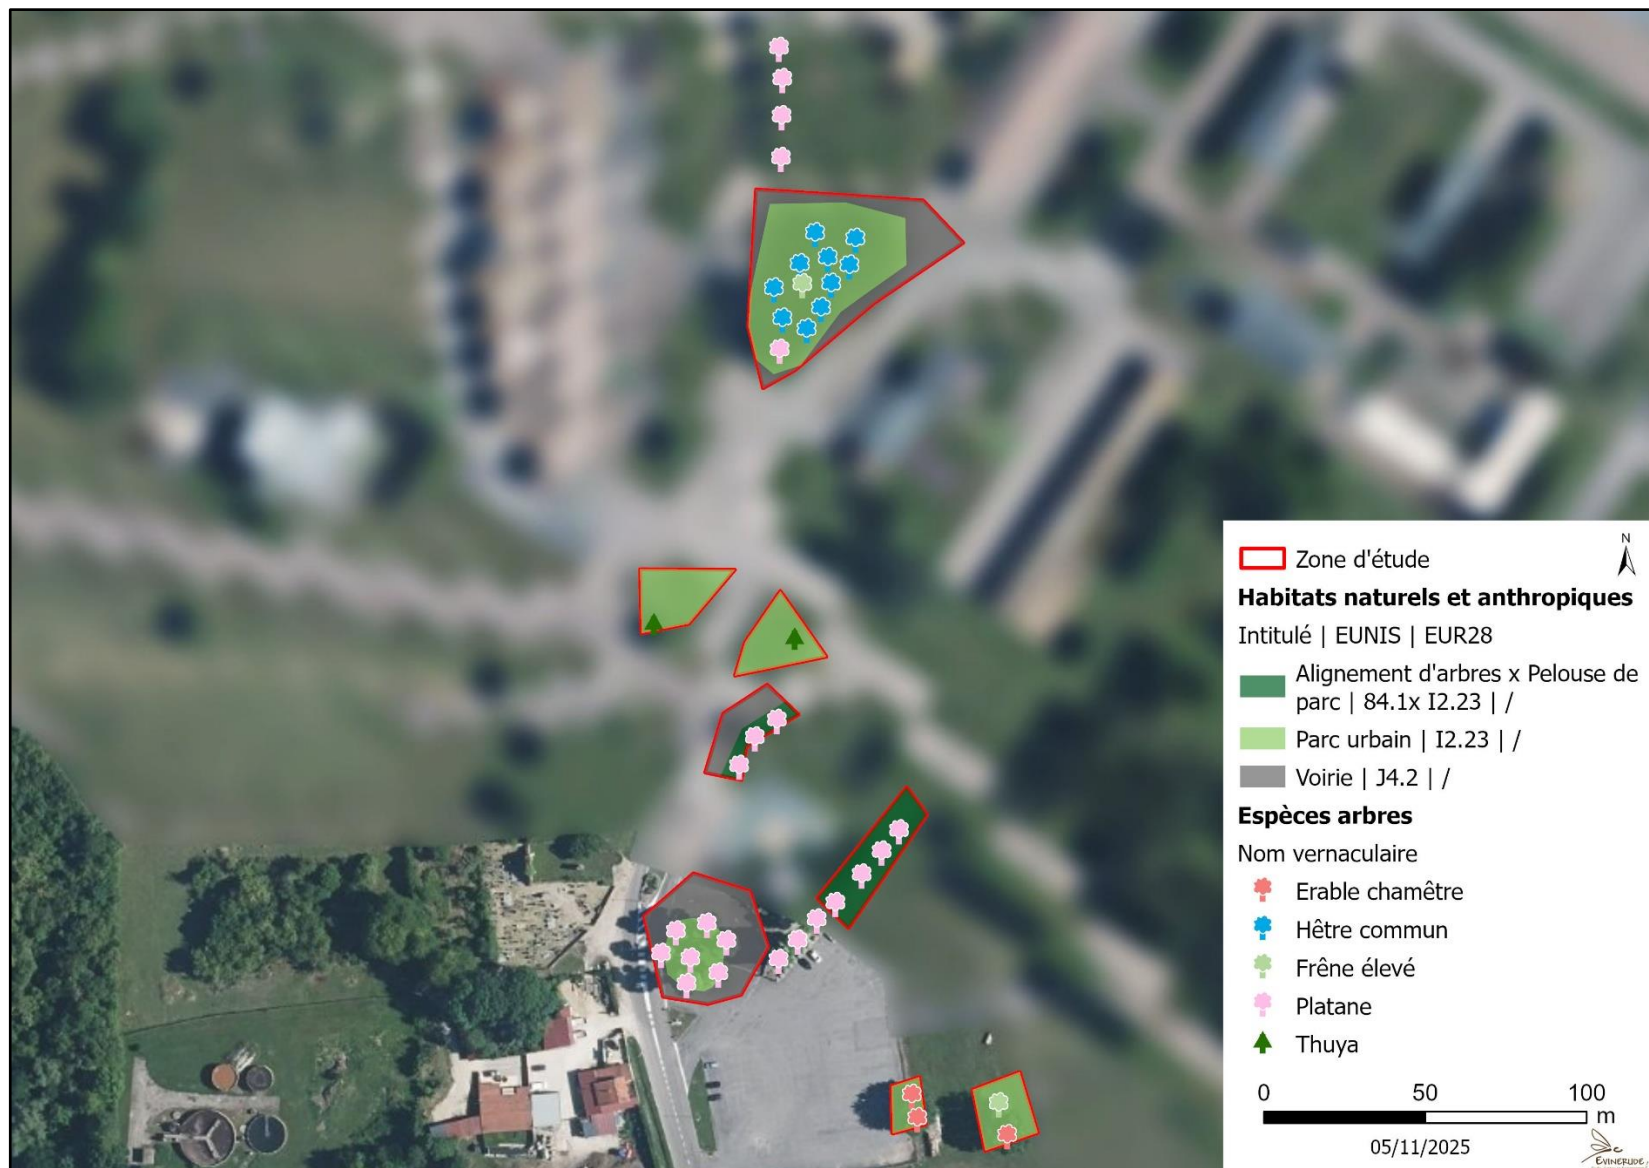 Zone d'étude
N
Habitats naturels et anthropiques
Intitulé | EUNIS | EUR28
Alignement d'arbres x Pelouse de
parc | 84.1x I2.23 | /
Parc urbain | I2.23 | /
Voirie | J4.2 | /
Espèces arbres
Nom vernaculaire
Erable chamêtre
Hêtre commun
Frêne élevé
Platane
Thuya
0 50 100
m
05/11/2025
EVINERUDE